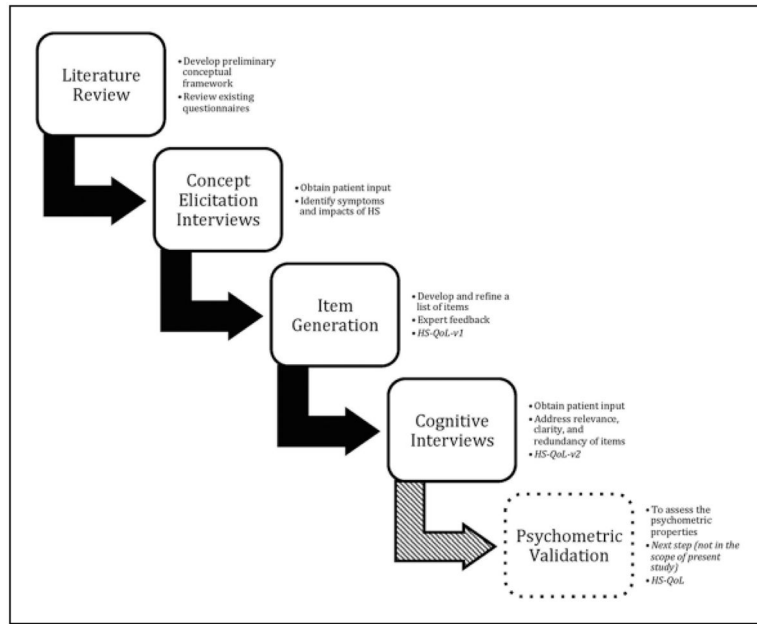 Literature
Review
• Develop preliminary
conceptual
framework
• Review existing
questionnaires
Concept
Elicitation
Interviews
• Obtain patient input
• Identify symptoms
and impacts of HS
Item
Generation
• Develop and refine a
list of items
• Expert feedback
• HS-QoL-v1
Cognitive
Interviews
• Obtain patient input
• Address relevance,
clarity, and
redundancy of items
• HS-QoL-v2
Psychometric
Validation
• To assess the
psychometric
properties
• Next step (not in the
scope of present
study)
• HS-QoL